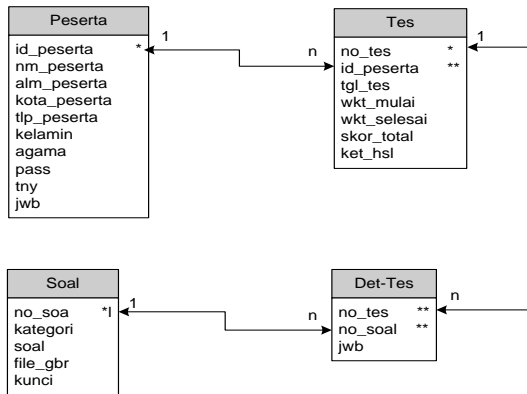 Peserta
id_peserta *
nm_peserta
alm_peserta
kota_peserta
tlp_peserta
kelamin
agama
pass
tny
jwb
1
n
Tes
no_tes *
id_peserta **
tgl_tes
wkt_mulai
wkt_selesai
skor_total
ket_hsl
1
Soal
no_soa *l
kategori
soal
file_gbr
kunci
1
n
Det-Tes
no_tes **
no_soal **
jwb
n